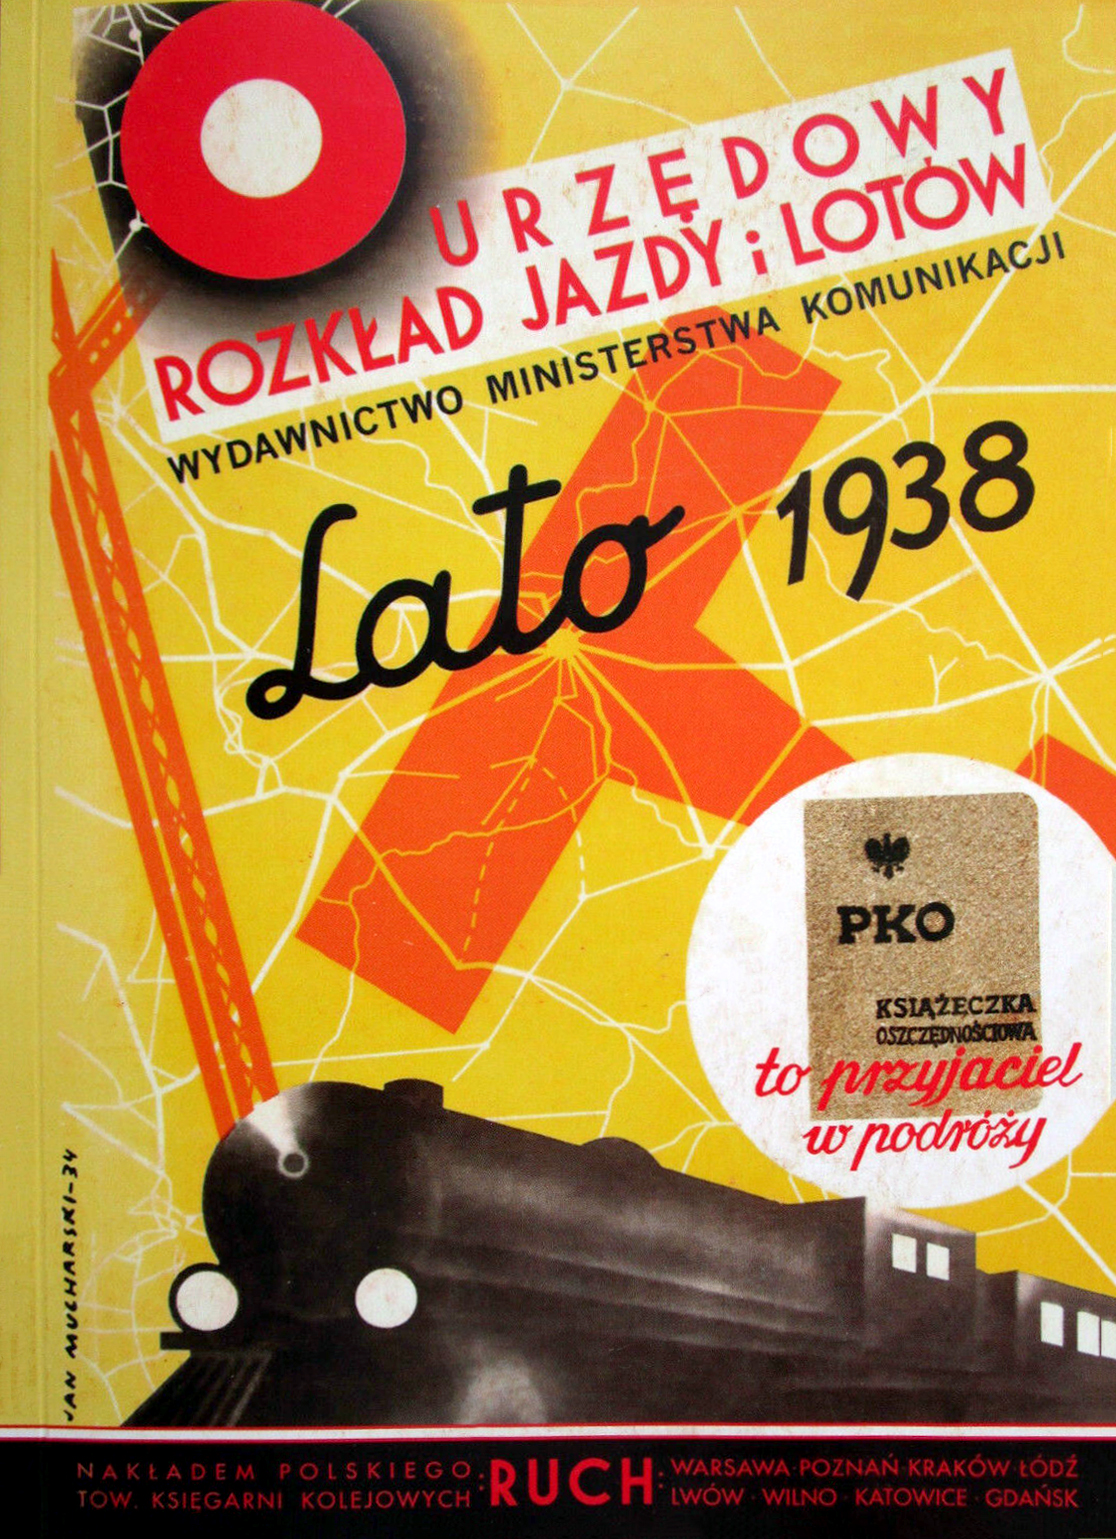 URZĘDOWY
ROZKŁAD JAZDY i LOTÓW
WYDAWNICTWO MINISTERSTWA KOMUNIKACJI
Lato 1938
PKO
KSIĄŻECZKA
OSZCZĘDNOŚCIOWA
to przyjaciel
w podróży
JAN MUCHARSKI-34
NAKŁADEM POLSKIEGO
TOW. KSIĘGARNI KOLEJOWYCH
:RUCH:
WARSAWA·POZNAŃ·KRAKÓW·ŁÓDŹ
LWÓW · WILNO · KATOWICE · GDAŃSK